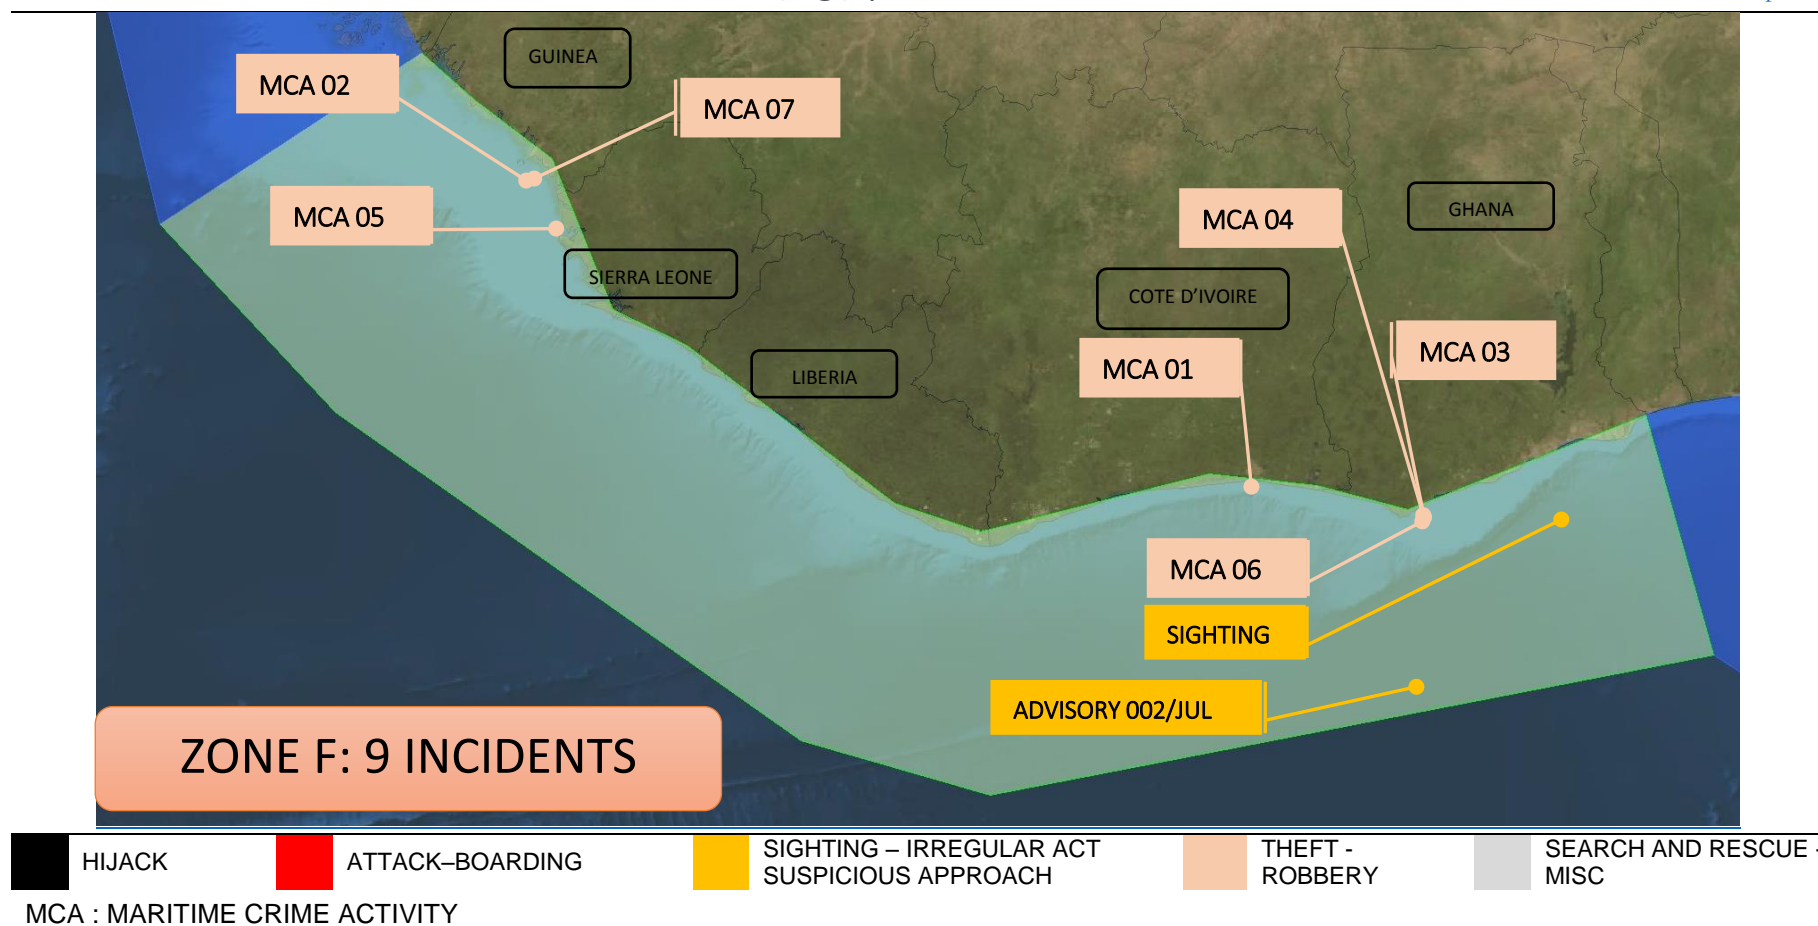 GUINEA
MCA 02
MCA 07
MCA 05
MCA 04
GHANA
SIERRA LEONE
COTE D'IVOIRE
MCA 03
MCA 01
LIBERIA
MCA 06
SIGHTING
ADVISORY 002/JUL
ZONE F: 9 INCIDENTS
HIJACK
ATTACK–BOARDING
SIGHTING – IRREGULAR ACT
SUSPICIOUS APPROACH
THEFT -
ROBBERY
SEARCH AND RESCUE -
MISC
MCA : MARITIME CRIME ACTIVITY